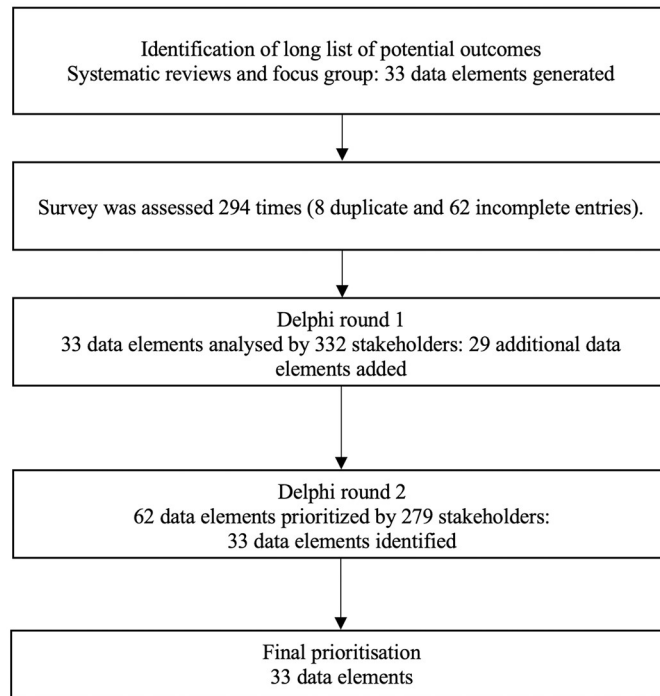 Identification of long list of potential outcomes
Systematic reviews and focus group: 33 data elements generated
Survey was assessed 294 times (8 duplicate and 62 incomplete entries).
Delphi round 1
33 data elements analysed by 332 stakeholders: 29 additional data
elements added
Delphi round 2
62 data elements prioritized by 279 stakeholders:
33 data elements identified
Final prioritisation
33 data elements